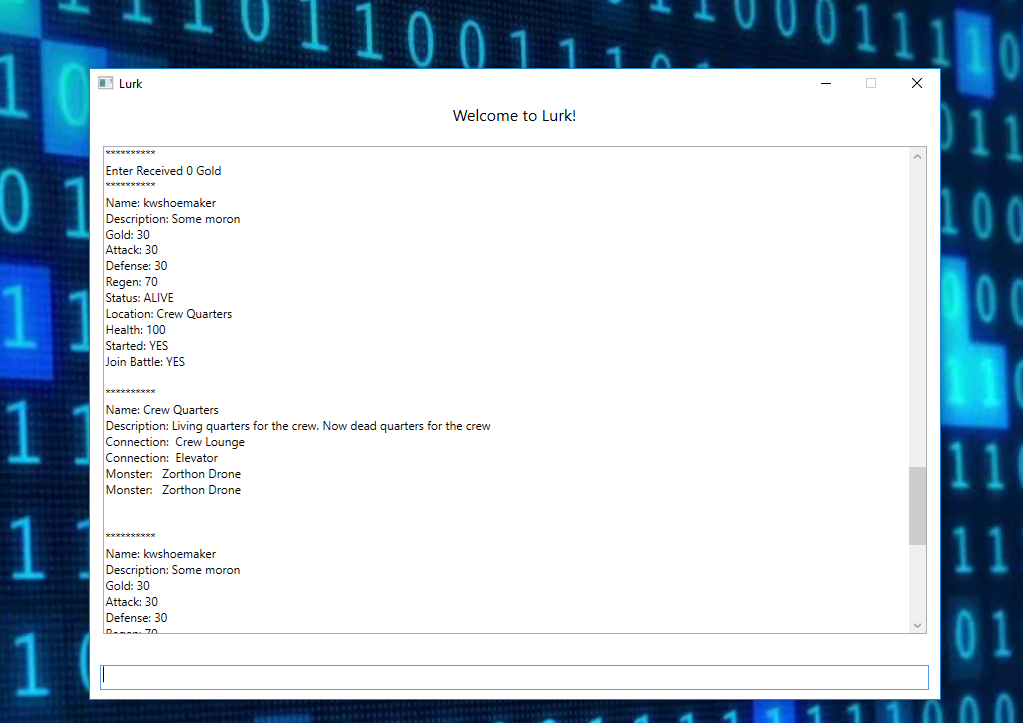 Lurk
Welcome to Lurk!
**********
Enter Received 0 Gold
**********
Name: kwshoemaker
Description: Some moron
Gold: 30
Attack: 30
Defense: 30
Regen: 70
Status: ALIVE
Location: Crew Quarters
Health: 100
Started: YES
Join Battle: YES
**********
Name: Crew Quarters
Description: Living quarters for the crew. Now dead quarters for the crew
Connection:  Crew Lounge
Connection:  Elevator
Monster:   Zorthon Drone
Monster:   Zorthon Drone
**********
Name: kwshoemaker
Description: Some moron
Gold: 30
Attack: 30
Defense: 30
Regen: 70